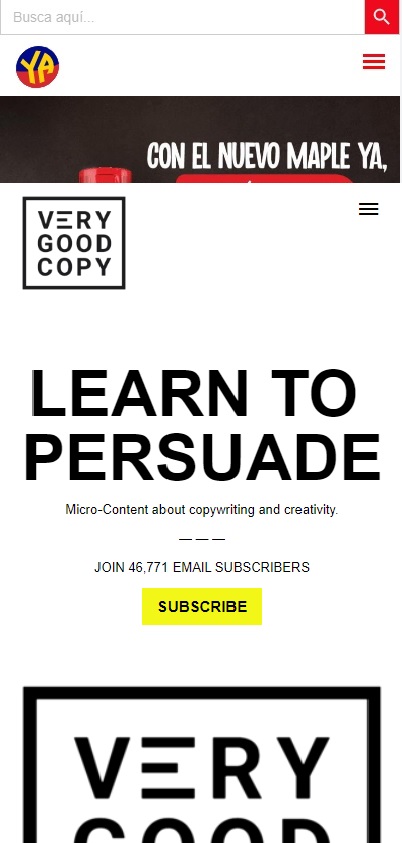 Busca aquí...
YA
CON EL NUEVO MAPLE YA,
VERY
GOOD
COPY
LEARN TO
PERSUADE
Micro-Content about copywriting and creativity.
— — —
JOIN 46,771 EMAIL SUBSCRIBERS
SUBSCRIBE
VERY
GOOD